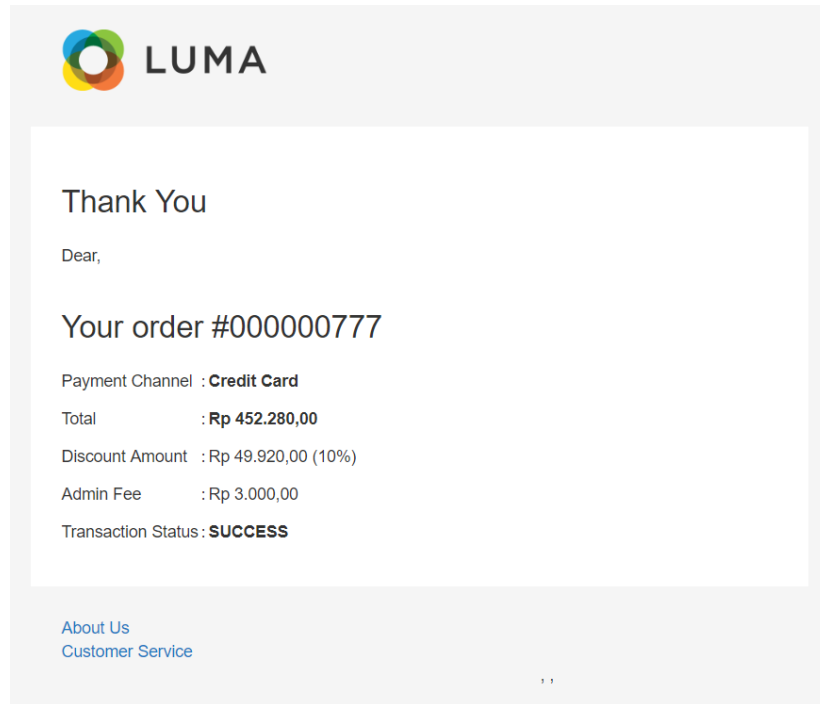 LUMA
Thank You
Dear,
Your order #000000777
Payment Channel : Credit Card
Total : Rp 452.280,00
Discount Amount : Rp 49.920,00 (10%)
Admin Fee : Rp 3.000,00
Transaction Status : SUCCESS
About Us
Customer Service
, ,